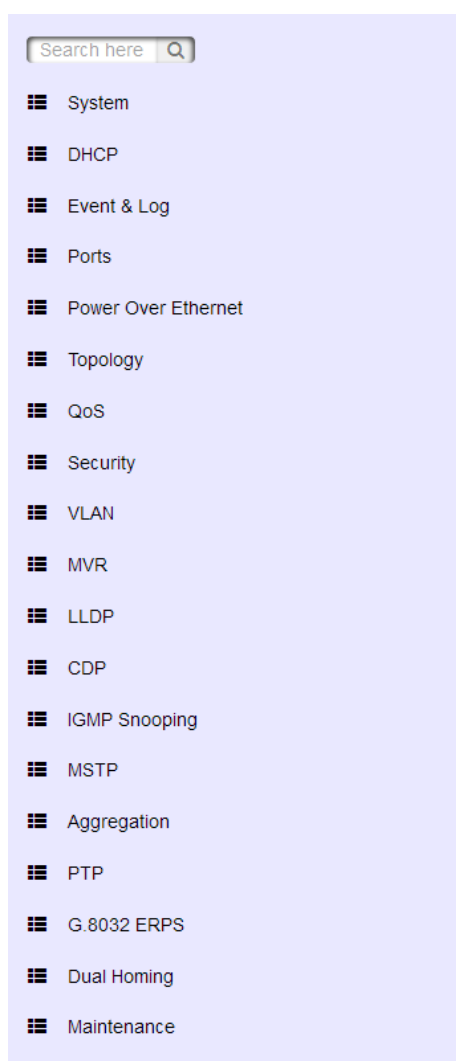 Search here
System
DHCP
Event & Log
Ports
Power Over Ethernet
Topology
QoS
Security
VLAN
MVR
LLDP
CDP
IGMP Snooping
MSTP
Aggregation
PTP
G.8032 ERPS
Dual Homing
Maintenance